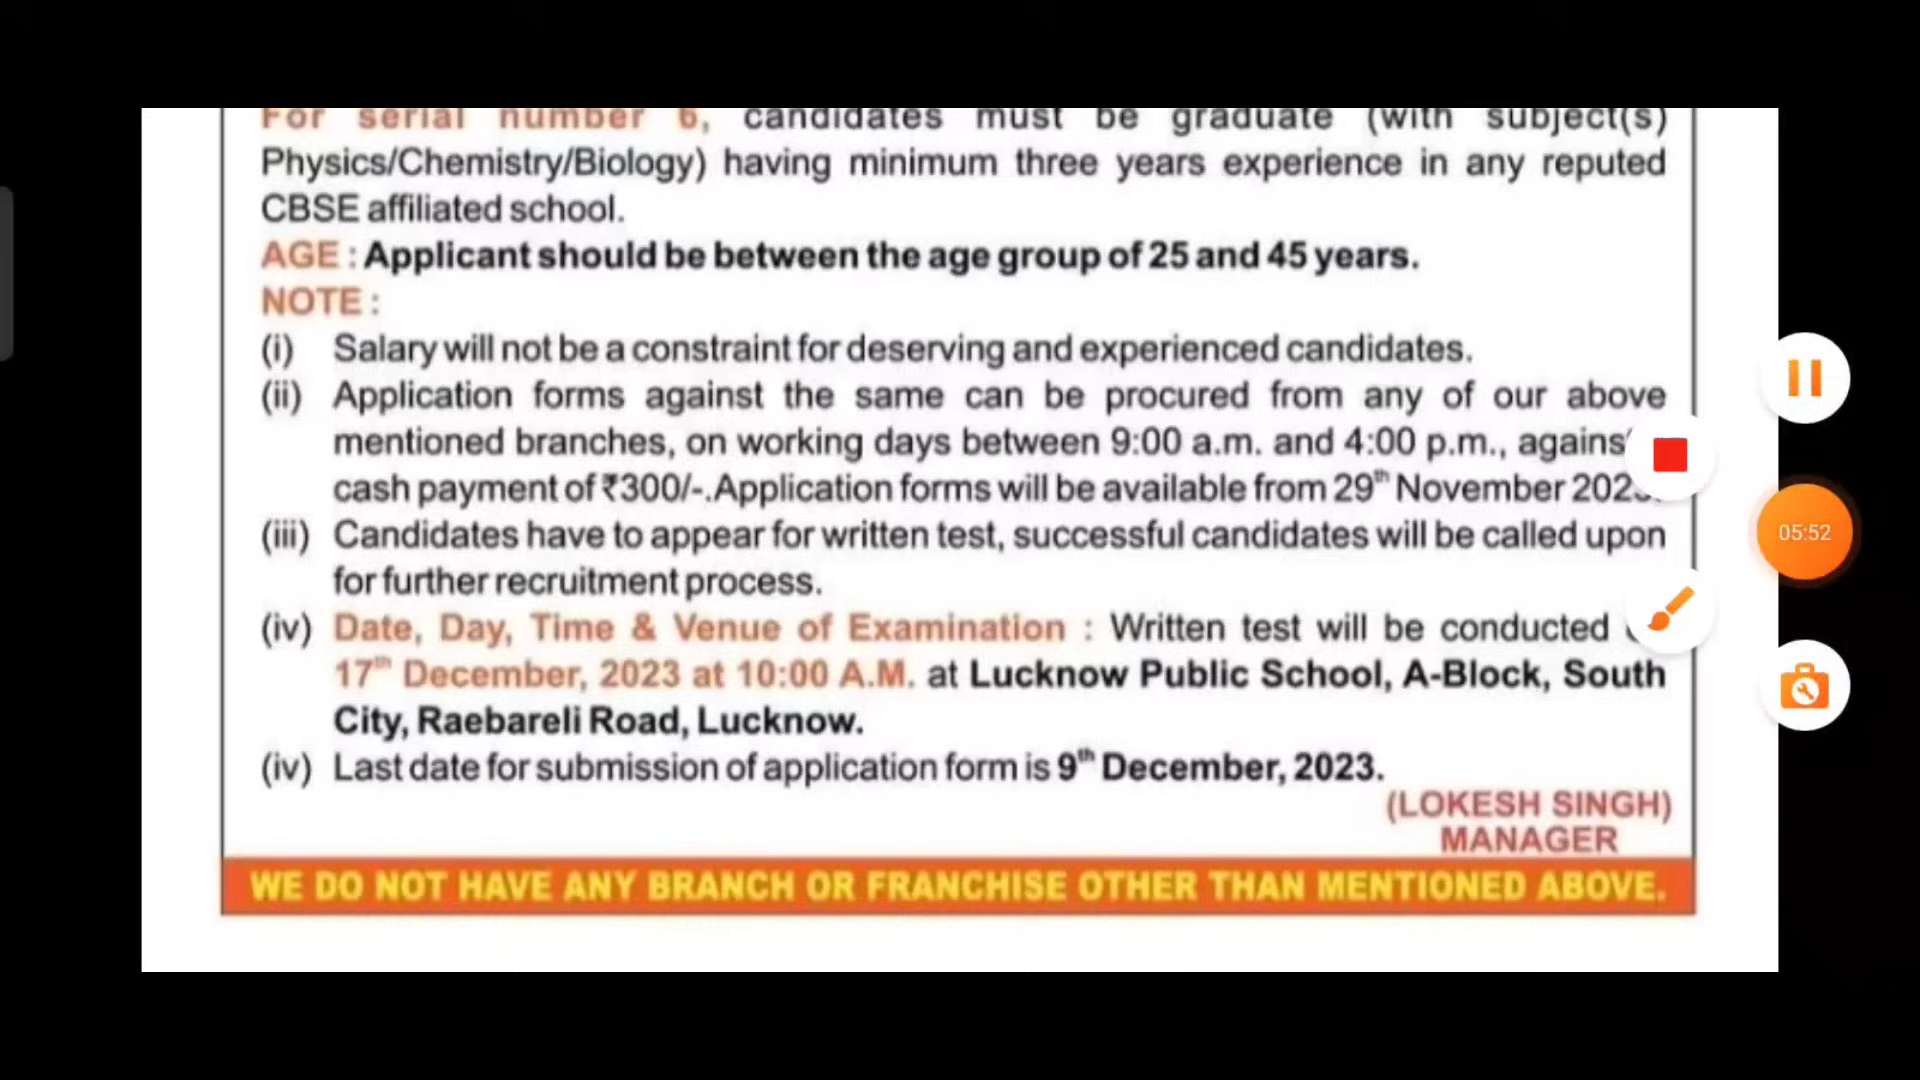 For serial number 6, candidates must be graduate (with subject(s)
Physics/Chemistry/Biology) having minimum three years experience in any reputed
CBSE affiliated school.
AGE : Applicant should be between the age group of 25 and 45 years.
NOTE :
(i) Salary will not be a constraint for deserving and experienced candidates.
(ii) Application forms against the same can be procured from any of our above
mentioned branches, on working days between 9:00 a.m. and 4:00 p.m., agains
cash payment of ₹300/-.Application forms will be available from 29th November 202
(iii) Candidates have to appear for written test, successful candidates will be called upon
for further recruitment process.
(iv) Date, Day, Time & Venue of Examination : Written test will be conducted
17th December, 2023 at 10:00 A.M. at Lucknow Public School, A-Block, South
City, Raebareli Road, Lucknow.
(iv) Last date for submission of application form is 9th December, 2023.
(LOKESH SINGH)
MANAGER
WE DO NOT HAVE ANY BRANCH OR FRANCHISE OTHER THAN MENTIONED ABOVE.
05:52